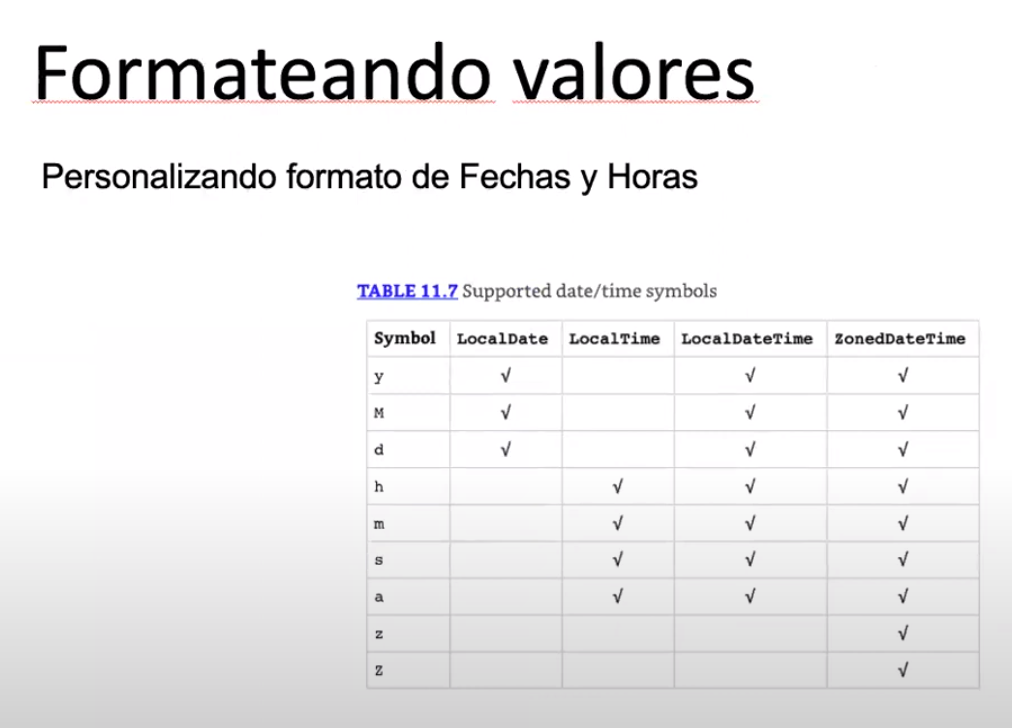 Formateando valores
Personalizando formato de Fechas y Horas
TABLE 11.7 Supported date/time symbols
Symbol LocalDate LocalTime LocalDateTime ZonedDateTime
y √ √ √
M √ √ √
d √ √ √
h √ √ √
m √ √ √
s √ √ √
a √ √ √
z √
Z √